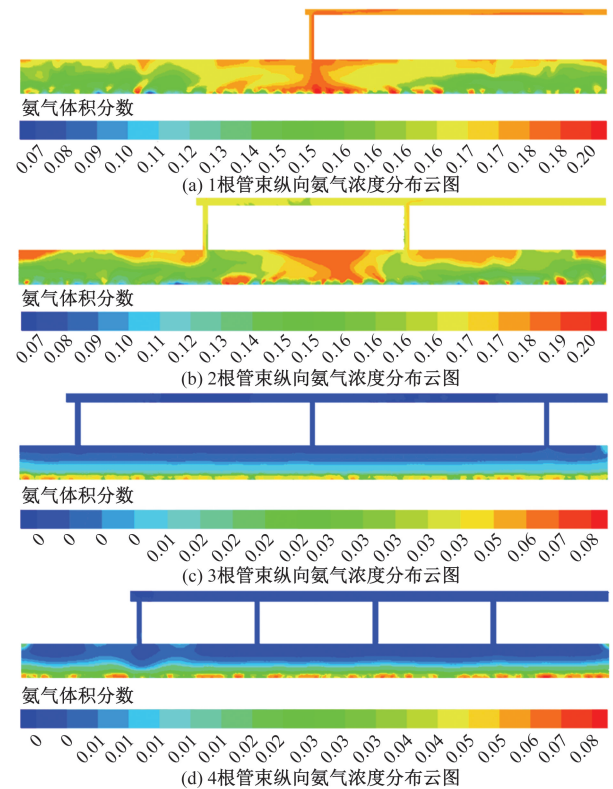 氨气体积分数
0.07 0.08 0.09 0.10 0.11 0.12 0.13 0.14 0.15 0.15 0.16 0.16 0.16 0.16 0.17 0.17 0.18 0.18 0.20
(a) 1根管束纵向氨气浓度分布云图
氨气体积分数
0.07 0.08 0.09 0.10 0.11 0.12 0.13 0.14 0.15 0.15 0.16 0.16 0.16 0.16 0.17 0.17 0.18 0.19 0.20
(b) 2根管束纵向氨气浓度分布云图
氨气体积分数
0 0 0 0 0.01 0.02 0.02 0.02 0.02 0.03 0.03 0.03 0.03 0.05 0.06 0.07 0.08
(c) 3根管束纵向氨气浓度分布云图
氨气体积分数
0 0 0.01 0.01 0.01 0.01 0.02 0.02 0.03 0.03 0.03 0.04 0.04 0.05 0.05 0.06 0.07 0.08
(d) 4根管束纵向氨气浓度分布云图